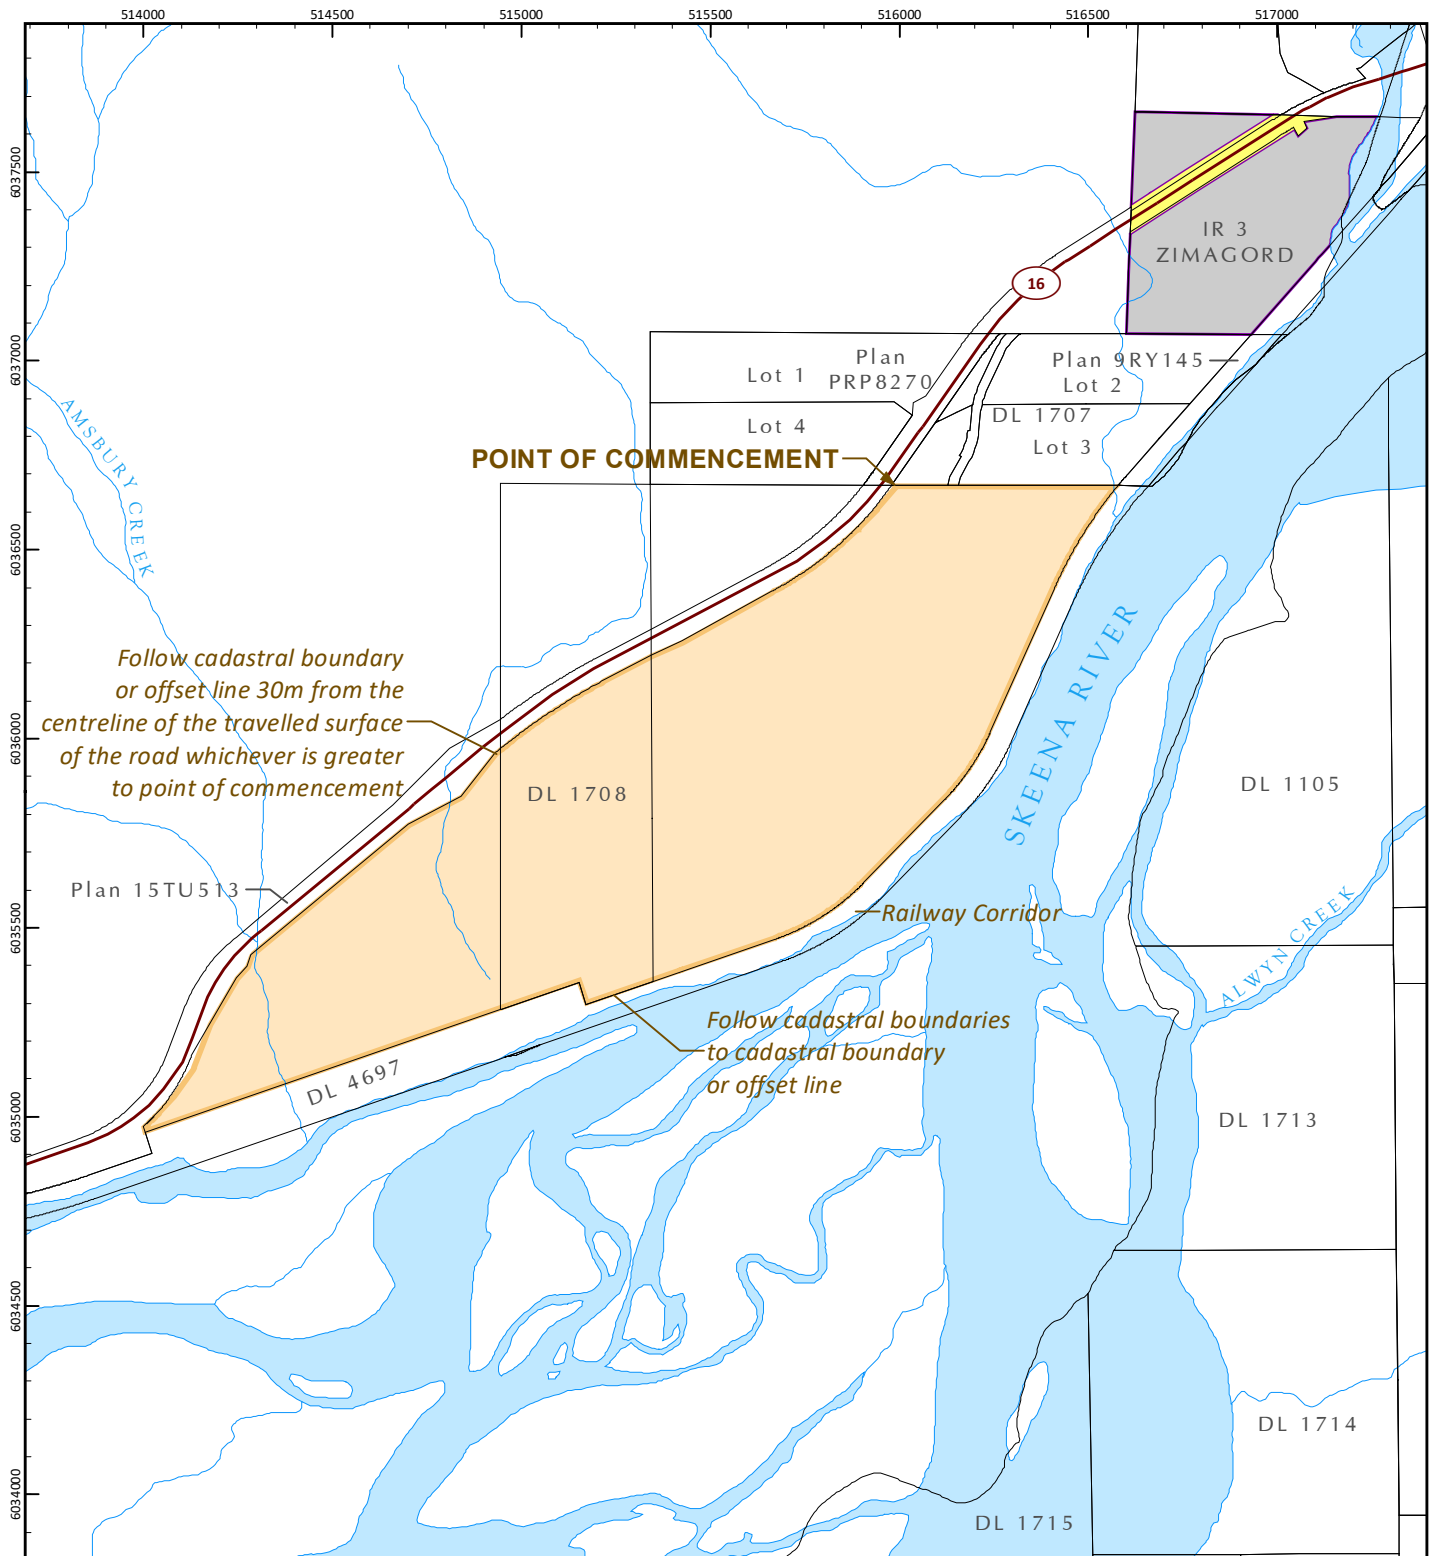 514000
514500
515000
515500
516000
516500
517000
6037500
6037000
6036500
6036000
6035500
6035000
6034500
6034000
IR 3
ZIMAGORD
16
Plan
PRP8270
Lot 1
Plan 9RY145
Lot 2
Lot 4
DL 1707
Lot 3
POINT OF COMMENCEMENT
AMSBURY CREEK
Follow cadastral boundary
or offset line 30m from the
centreline of the travelled surface
of the road whichever is greater
to point of commencement
SKEENA RIVER
DL 1708
DL 1105
Plan 15TU513
Railway Corridor
ALWYN CREEK
Follow cadastral boundaries
to cadastral boundary
or offset line
DL 4697
DL 1713
DL 1714
DL 1715